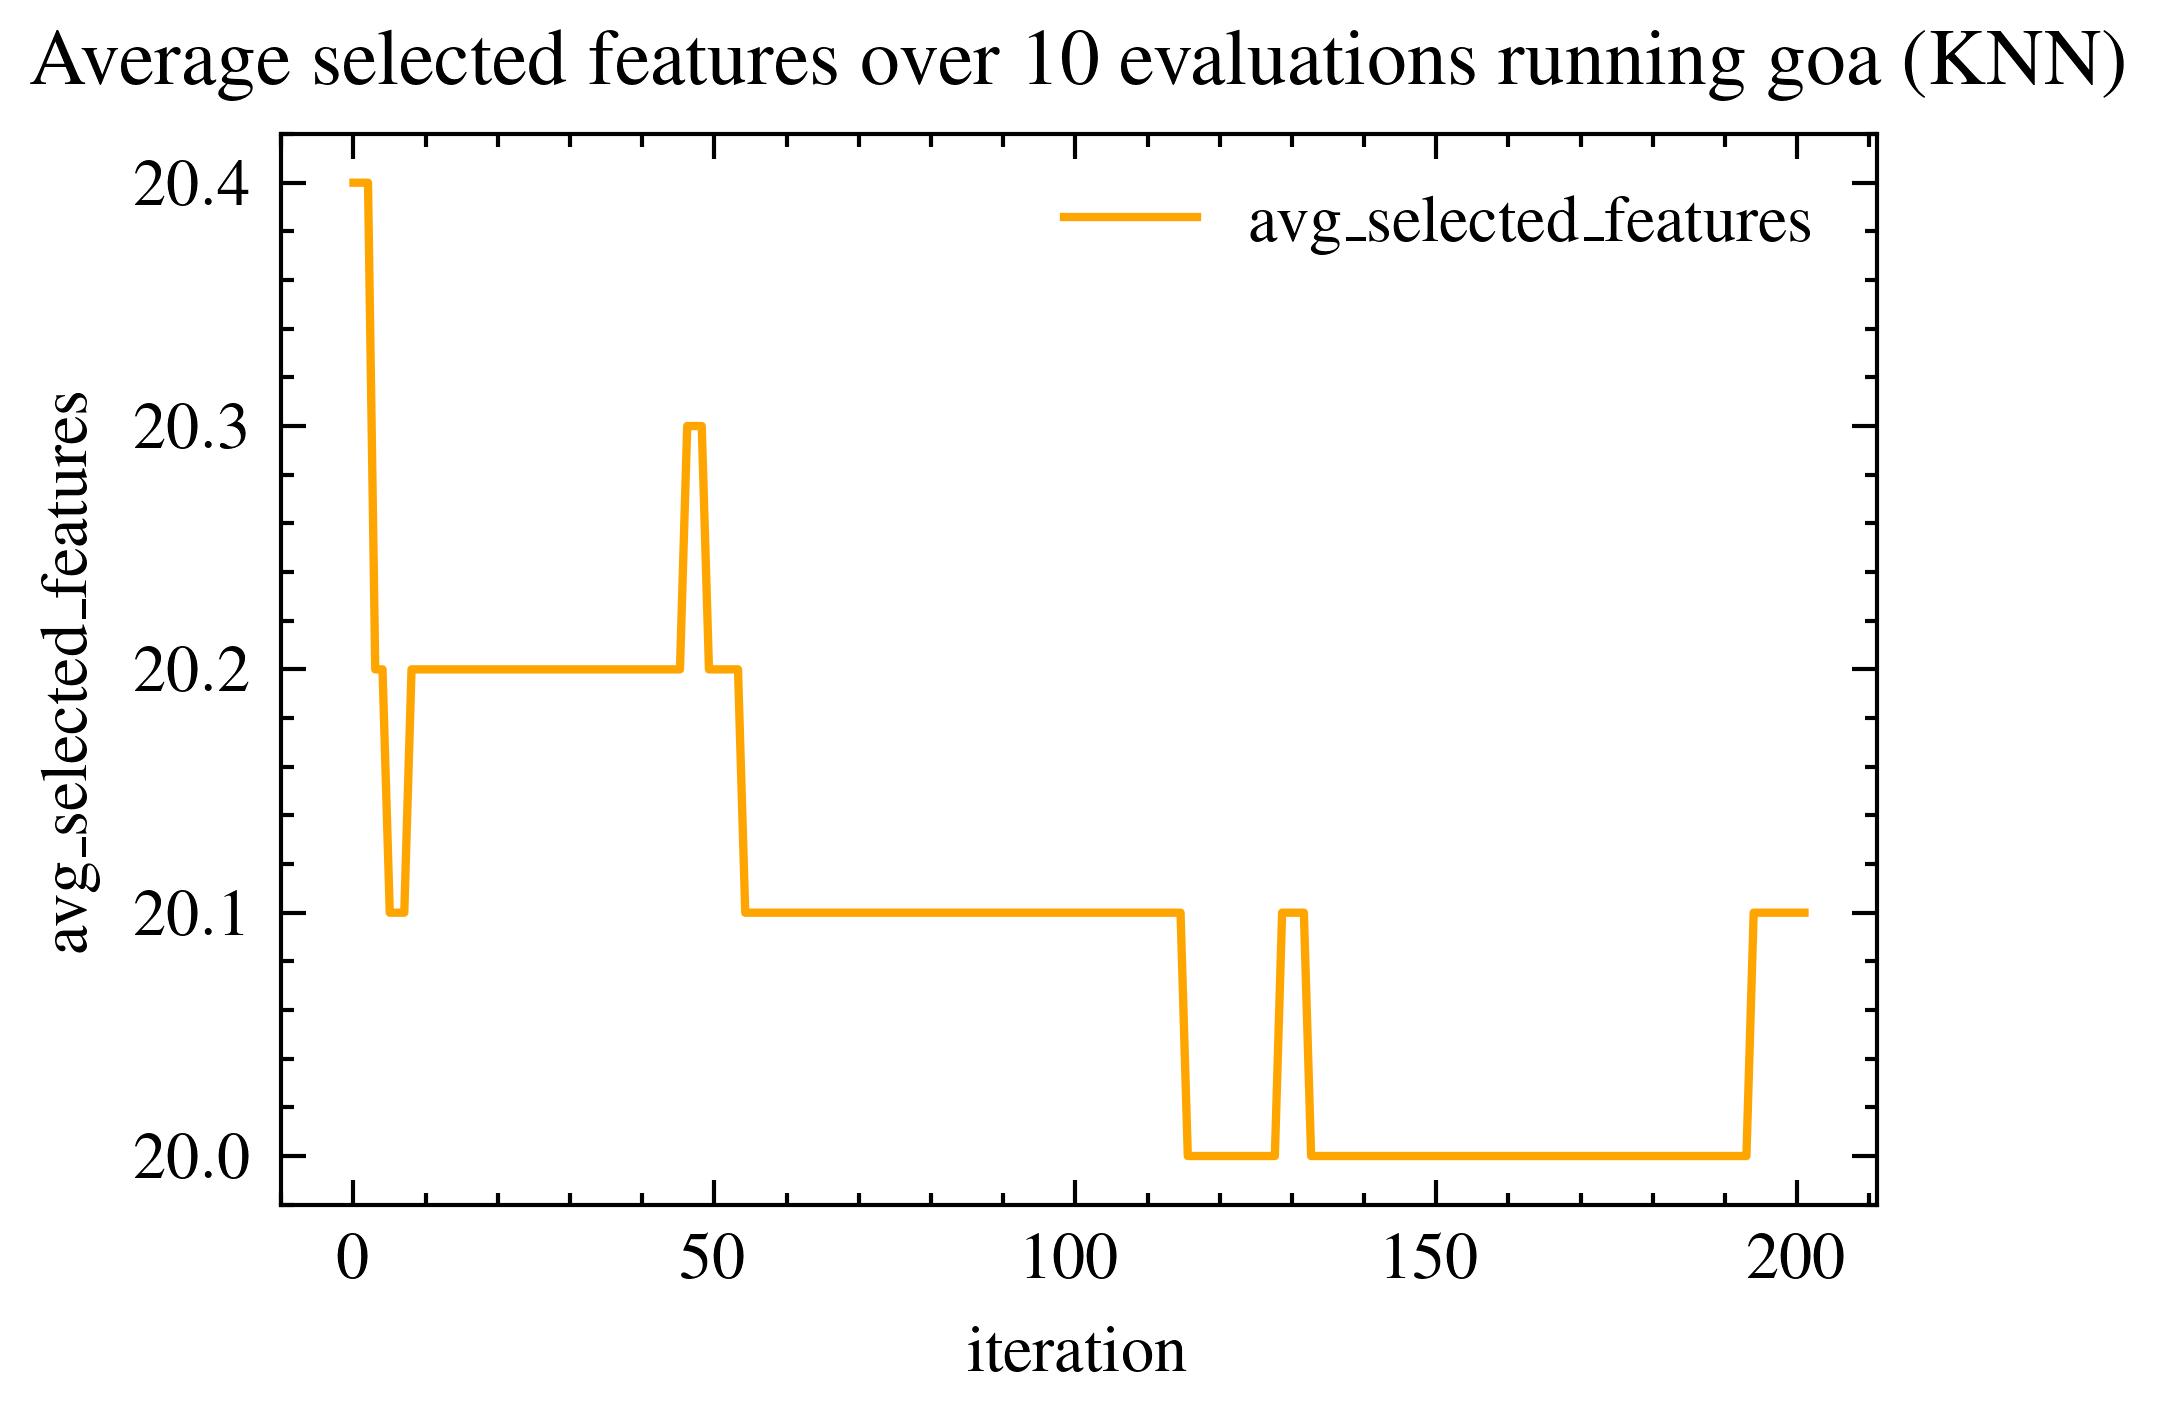 Average selected features over 10 evaluations running goa (KNN)
avg_selected_features
20.4
20.3
20.2
20.1
20.0
avg_selected_features
0 50 100 150 200
iteration